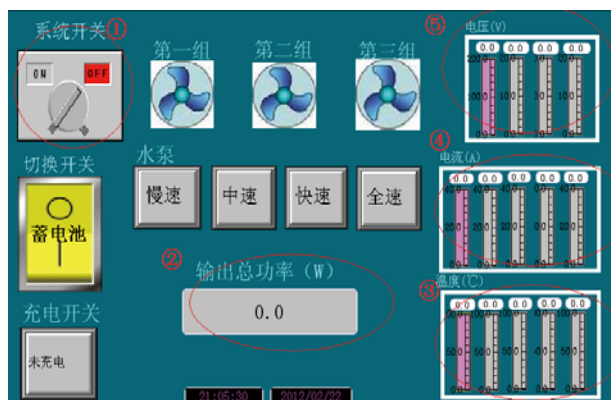 系统开关①
ON
OFF
第一组
第二组
第三组
⑤
电压(V)
0.0 0.0 0.0 0.0
切换开关
蓄电池
水泵
慢速
中速
快速
全速
④
电流(A)
0.0 0.0 0.0 0.0 0.0
②
输出总功率（W）
0.0
③
温度(℃)
0.0 0.0 0.0 0.0 0.0
充电开关
未充电
21:05:30
2012/02/22